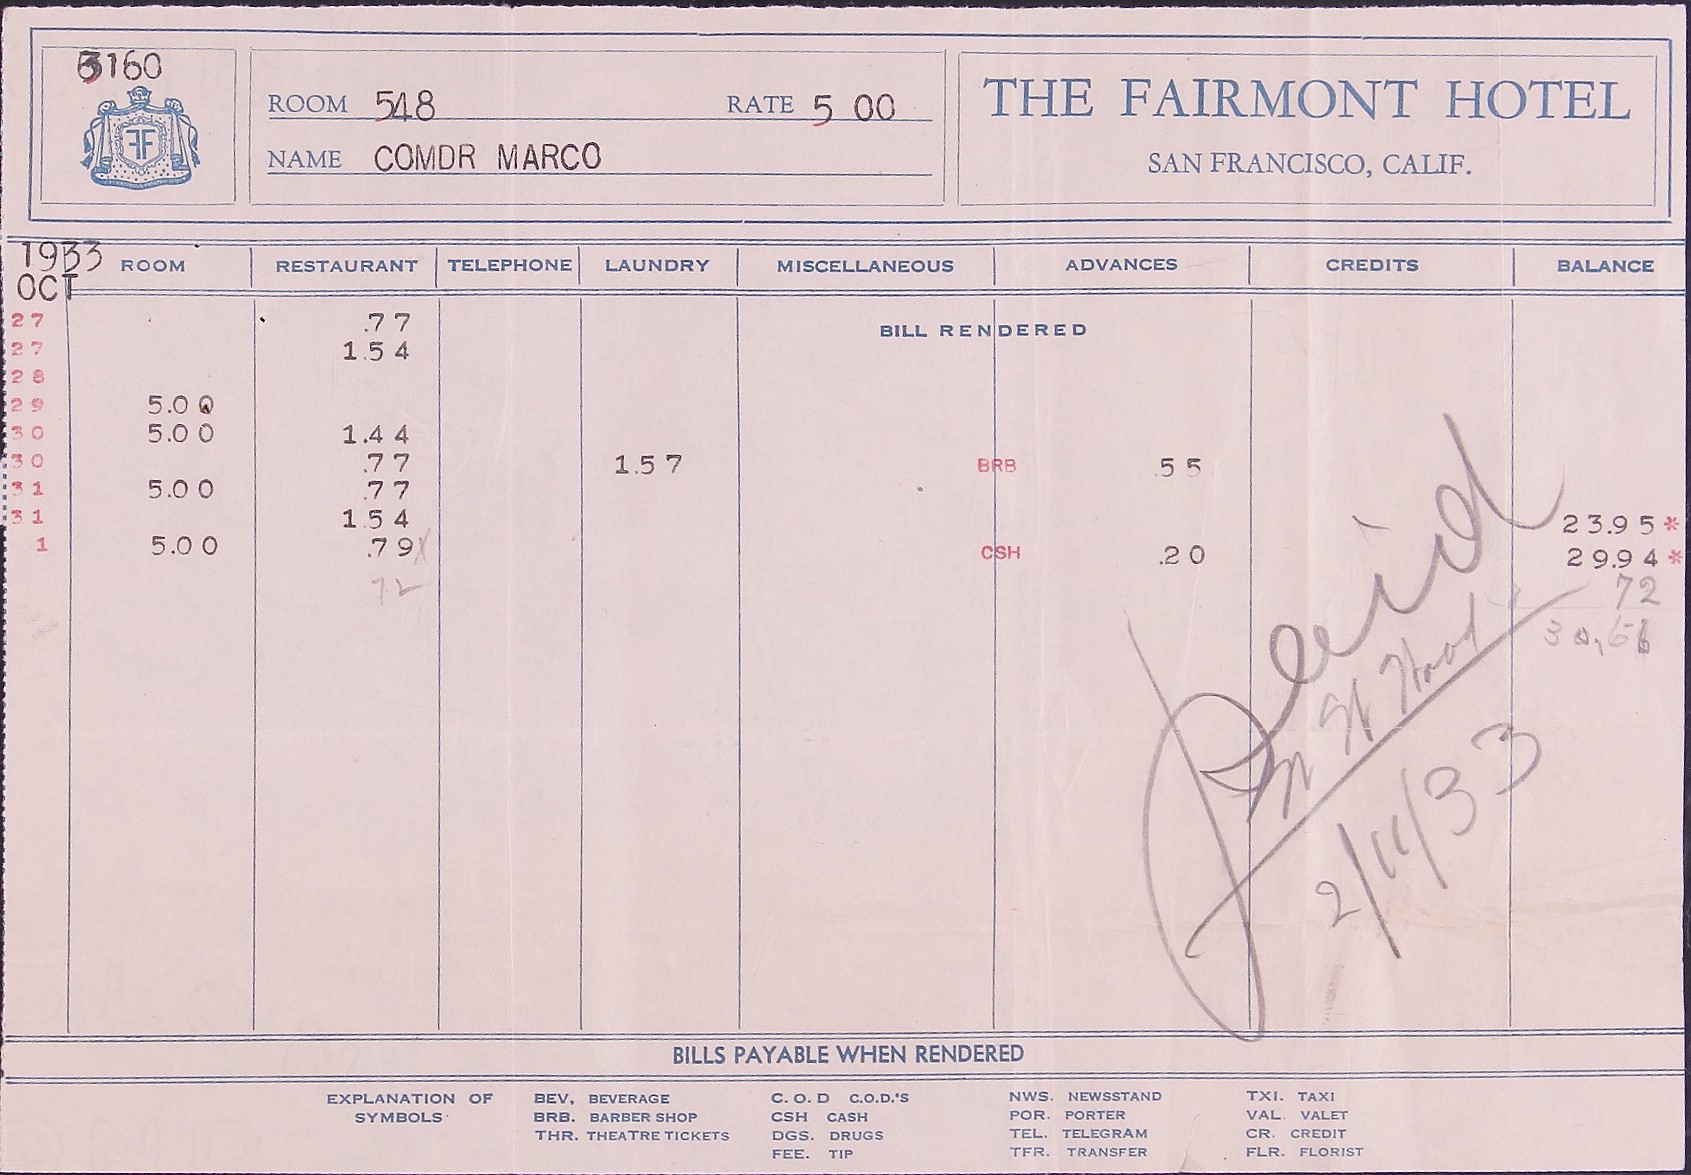 3160
ROOM 548 RATE 5 00
THE FAIRMONT HOTEL
NAME COMDR MARCO
SAN FRANCISCO, CALIF.
FF
1933
OCT
ROOM RESTAURANT TELEPHONE LAUNDRY MISCELLANEOUS ADVANCES CREDITS BALANCE
27 .77
BILL RENDERED
27 1.54
28
29 5.00
30 5.00 1.44
30 .77 1.57 BRB .55
31 5.00 .77
31 1.54 23.95*
1 5.00 .79 CSH .20 29.94*
72 72
30.66
2/11/33
BILLS PAYABLE WHEN RENDERED
EXPLANATION OF SYMBOLS
BEV. BEVERAGE
BRB. BARBER SHOP
THR. THEATRE TICKETS
C.O.D C.O.D.'S
CSH CASH
DGS. DRUGS
FEE. TIP
NWS. NEWSSTAND
POR. PORTER
TEL. TELEGRAM
TFR. TRANSFER
TXI. TAXI
VAL. VALET
CR. CREDIT
FLR. FLORIST